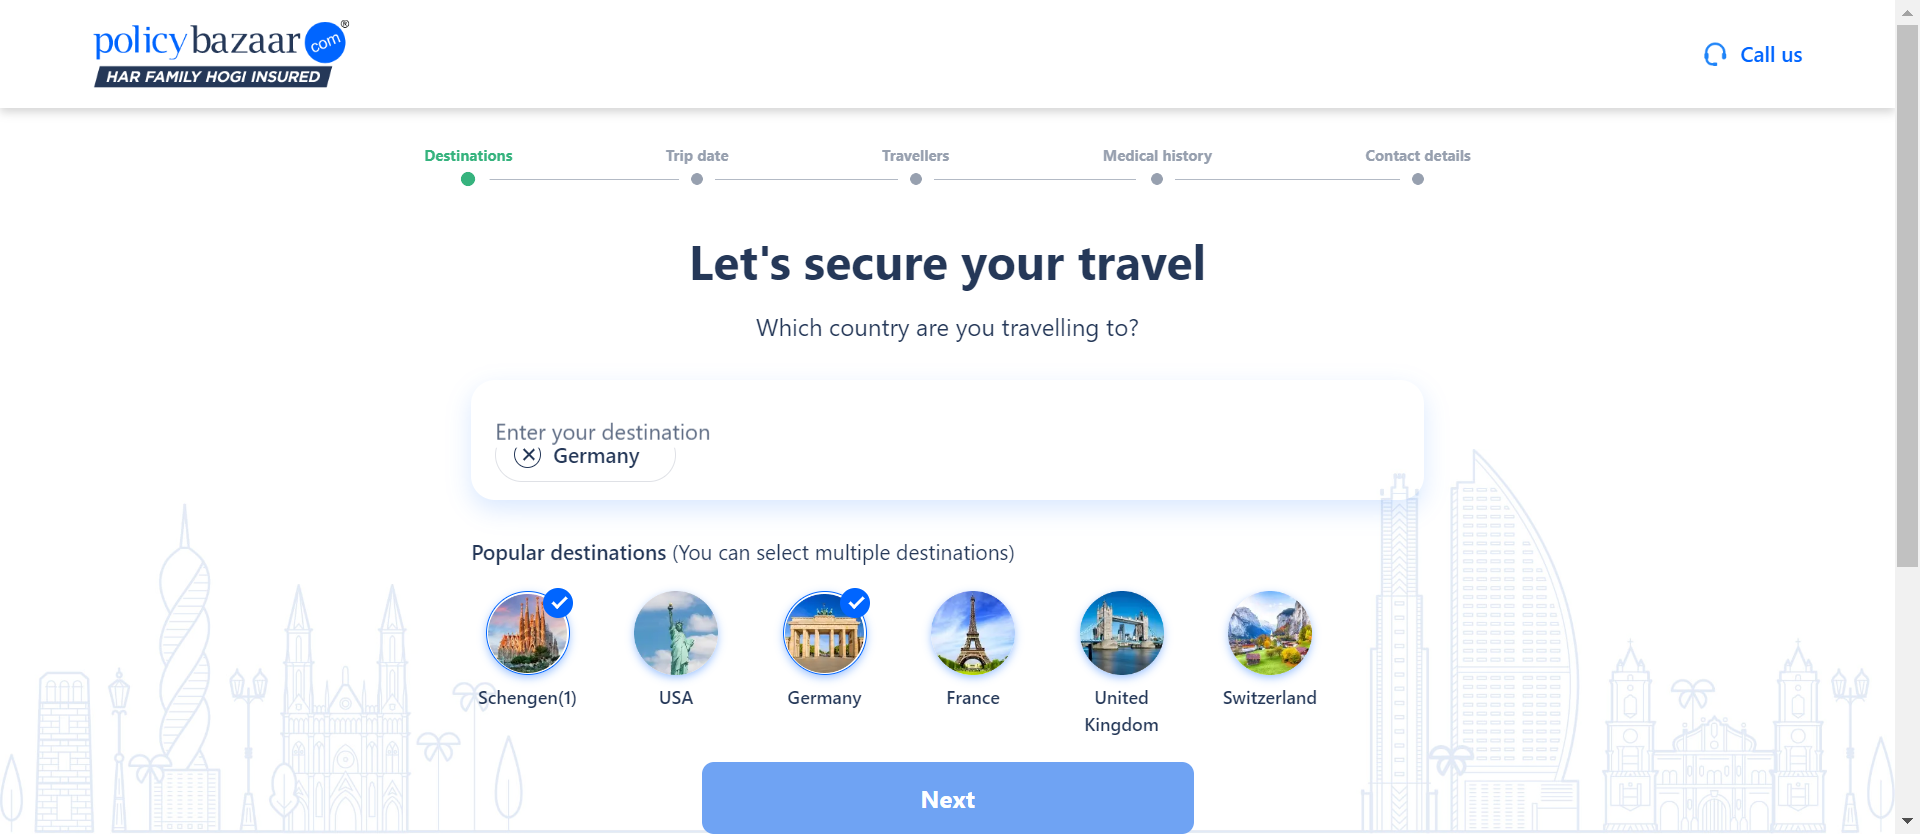 policybazaar com ®
HAR FAMILY HOGI INSURED
Call us
Destinations
Trip date
Travellers
Medical history
Contact details
Let's secure your travel
Which country are you travelling to?
Enter your destination
Germany
Popular destinations (You can select multiple destinations)
Schengen(1)
USA
Germany
France
United
Kingdom
Switzerland
Next